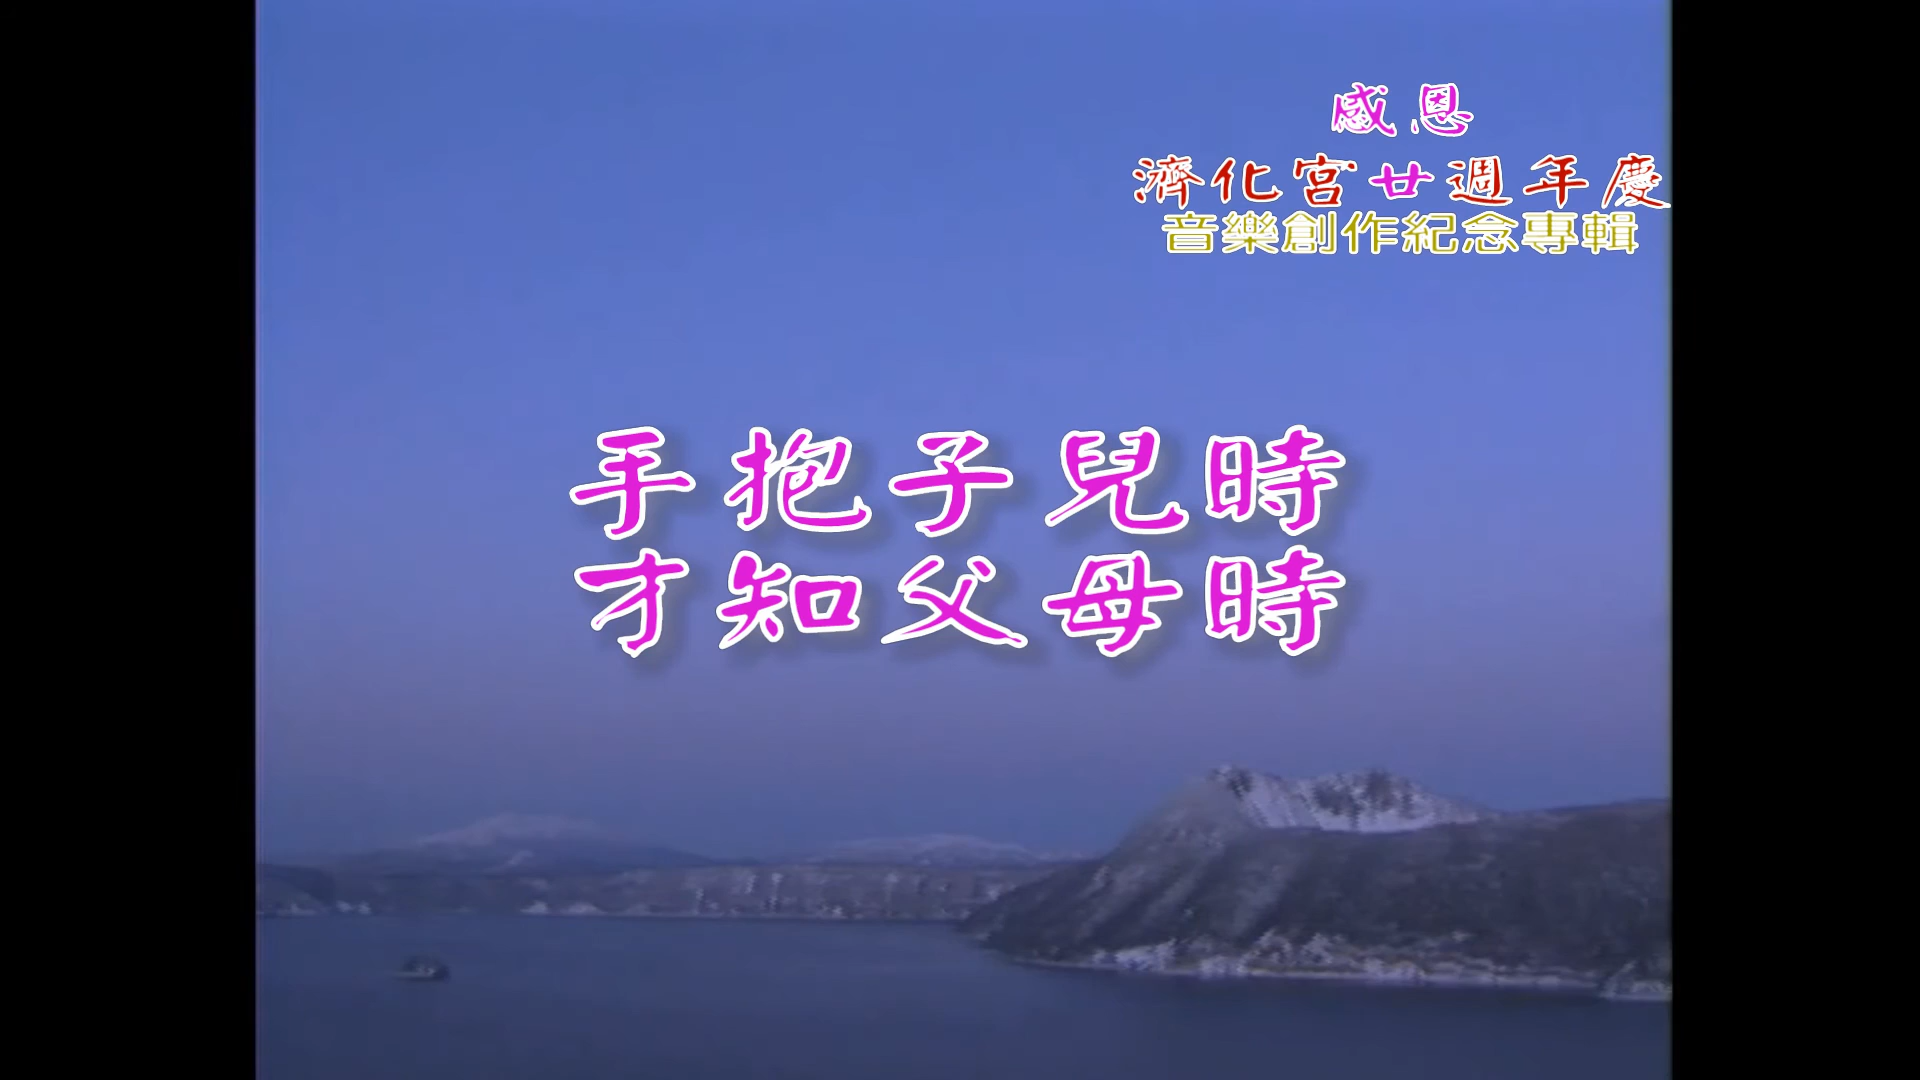 感恩
濟化宮廿週年慶
音樂創作紀念專輯
手抱子兒時
才知父母時